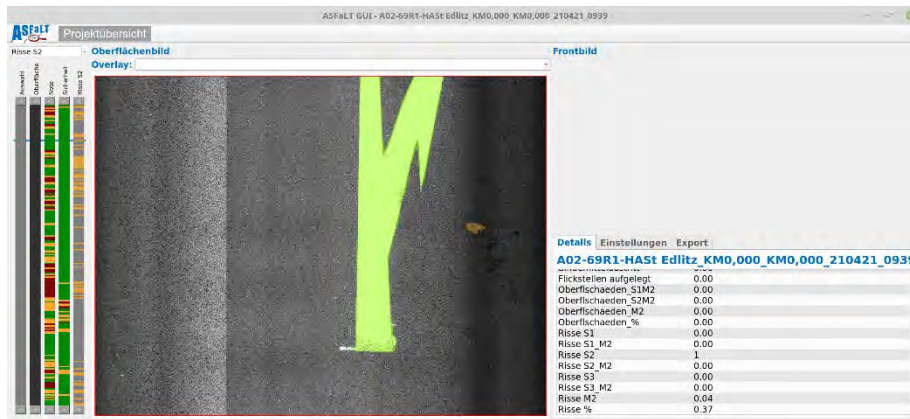 ASFaLT GUI - A02-69R1-HASt Edlitz_KM0,000_KM0,000_210421_0939
ASFaLT Projektübersicht
Risse S2
Oberflächenbild
Frontbild
Overlay:
Auswahl
Oberflache
Note
Sicherheit
Risse S2
Details Einstellungen Export
A02-69R1-HASt Edlitz_KM0,000_KM0,000_210421_0939
Flickstellen aufgelegt 0.00
Oberflschaeden_S1M2 0.00
Oberflschaeden_S2M2 0.00
Oberflschaeden_M2 0.00
Oberflschaeden_% 0.00
Risse S1 0.00
Risse S1_M2 0.00
Risse S2 1
Risse S2_M2 0.00
Risse S3 0.00
Risse S3_M2 0.00
Risse M2 0.04
Risse % 0.37